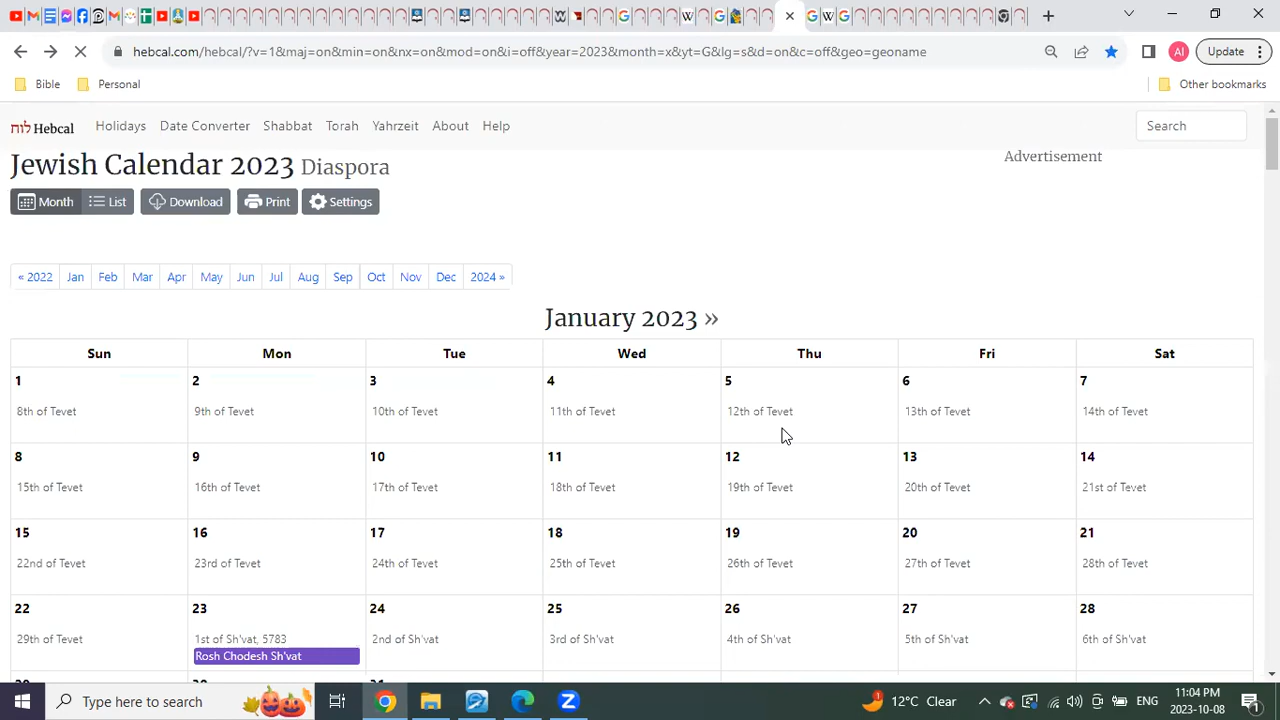 hebcal.com/hebcal/?v=1&maj=on&min=on&nx=on&mod=on&i=off&year=2023&month=x&yt=G&lg=s&d=on&c=off&geo=geoname
AI
Update
Bible Personal Other bookmarks
לוח Hebcal Holidays Date Converter Shabbat Torah Yahrzeit About Help Search
Jewish Calendar 2023 Diaspora
Advertisement
Month List Download Print Settings
« 2022 Jan Feb Mar Apr May Jun Jul Aug Sep Oct Nov Dec 2024 »
January 2023 »
Sun Mon Tue Wed Thu Fri Sat
1 2 3 4 5 6 7
8th of Tevet 9th of Tevet 10th of Tevet 11th of Tevet 12th of Tevet 13th of Tevet 14th of Tevet
8 9 10 11 12 13 14
15th of Tevet 16th of Tevet 17th of Tevet 18th of Tevet 19th of Tevet 20th of Tevet 21st of Tevet
15 16 17 18 19 20 21
22nd of Tevet 23rd of Tevet 24th of Tevet 25th of Tevet 26th of Tevet 27th of Tevet 28th of Tevet
22 23 24 25 26 27 28
29th of Tevet 1st of Sh'vat, 5783 2nd of Sh'vat 3rd of Sh'vat 4th of Sh'vat 5th of Sh'vat 6th of Sh'vat
Rosh Chodesh Sh'vat
Type here to search
1 12°C Clear ENG 11:04 PM
2023-10-08
1